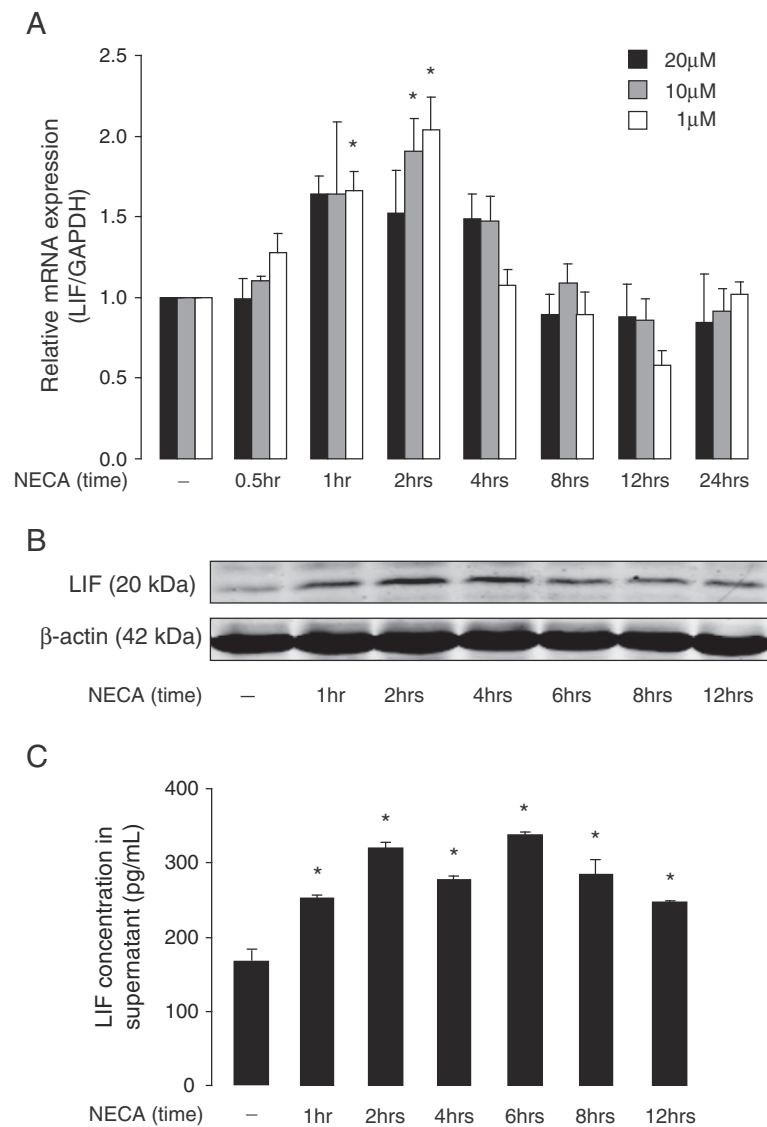 A
2.5
2.0
1.5
1.0
0.5
0.0
Relative mRNA expression
(LIF/GAPDH)
20µM
10µM
1µM
*
*
*
NECA (time) – 0.5hr 1hr 2hrs 4hrs 8hrs 12hrs 24hrs
B
LIF (20 kDa)
β-actin (42 kDa)
NECA (time) – 1hr 2hrs 4hrs 6hrs 8hrs 12hrs
C
400
300
200
100
0
LIF concentration in
supernatant (pg/mL)
* * * * * *
NECA (time) – 1hr 2hrs 4hrs 6hrs 8hrs 12hrs